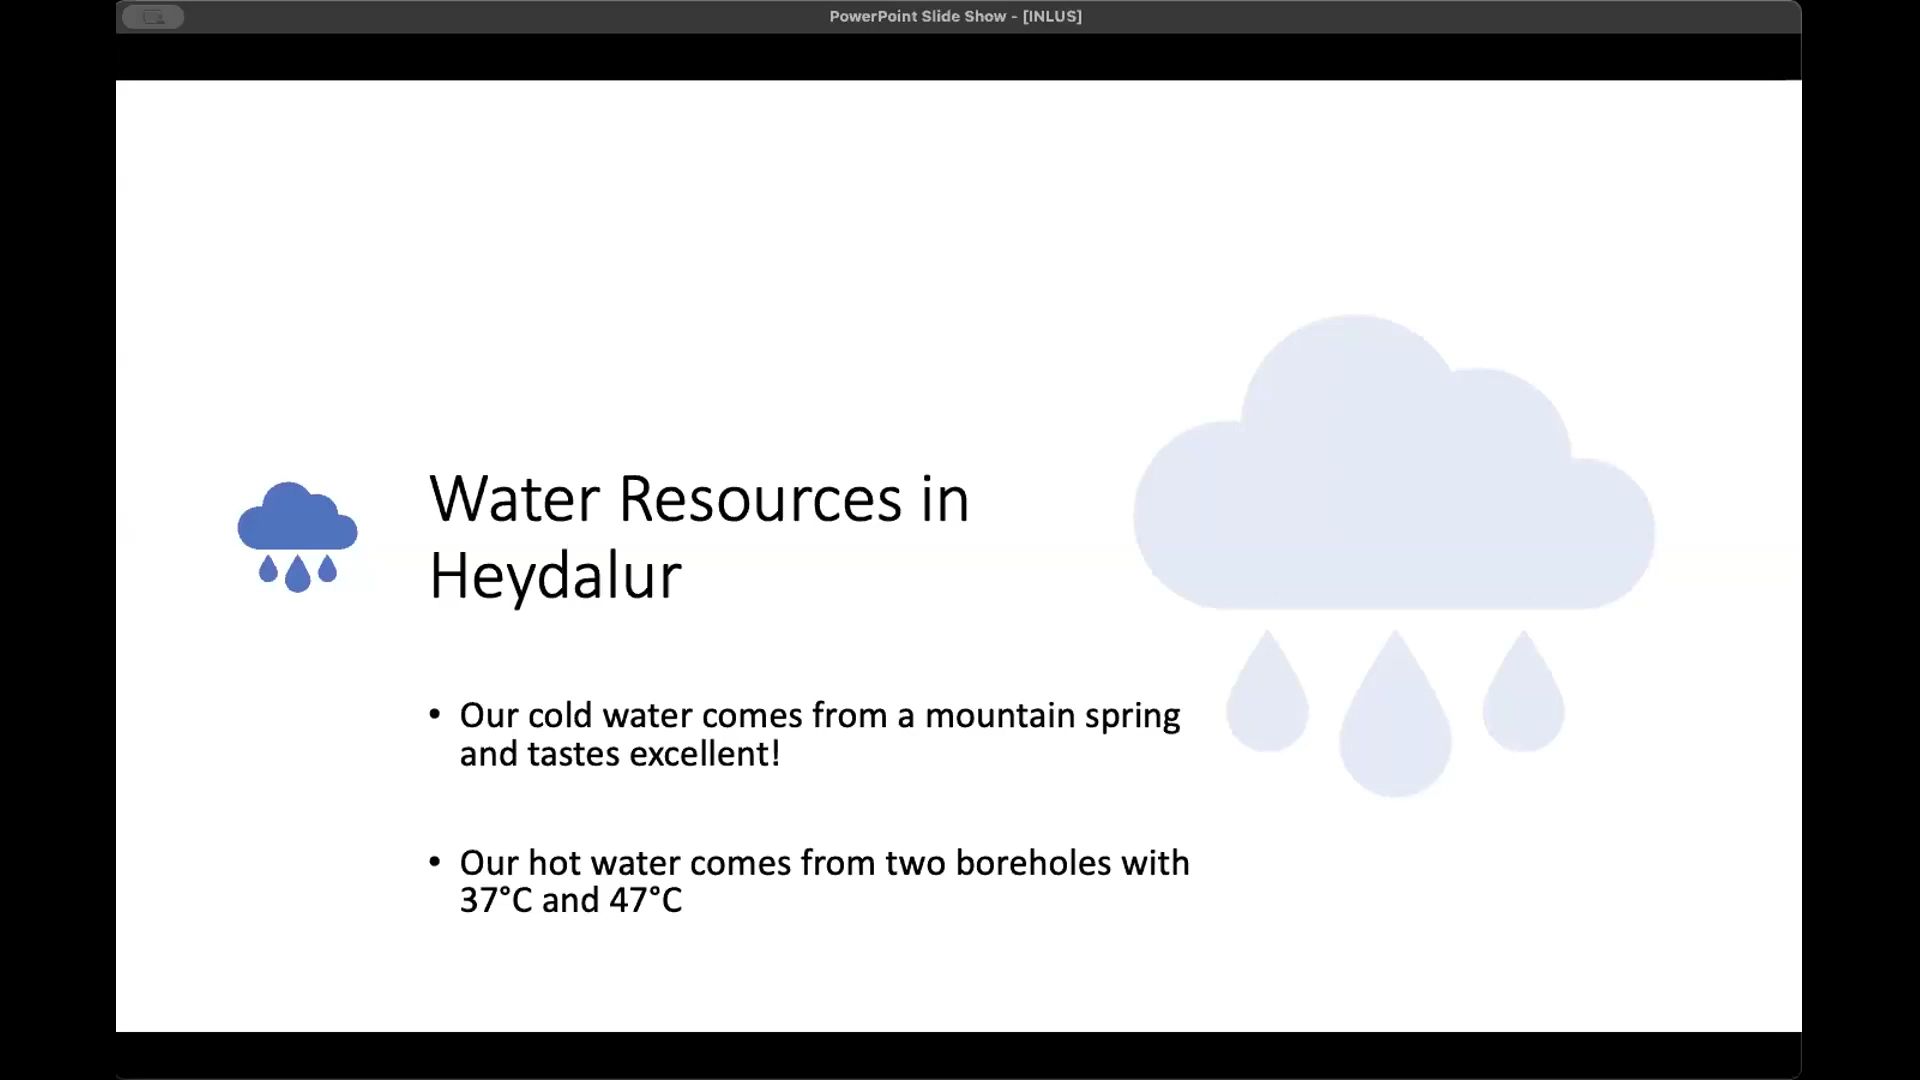 PowerPoint Slide Show - [INLUS]
Water Resources in
Heydalur
• Our cold water comes from a mountain spring
and tastes excellent!
• Our hot water comes from two boreholes with
37°C and 47°C